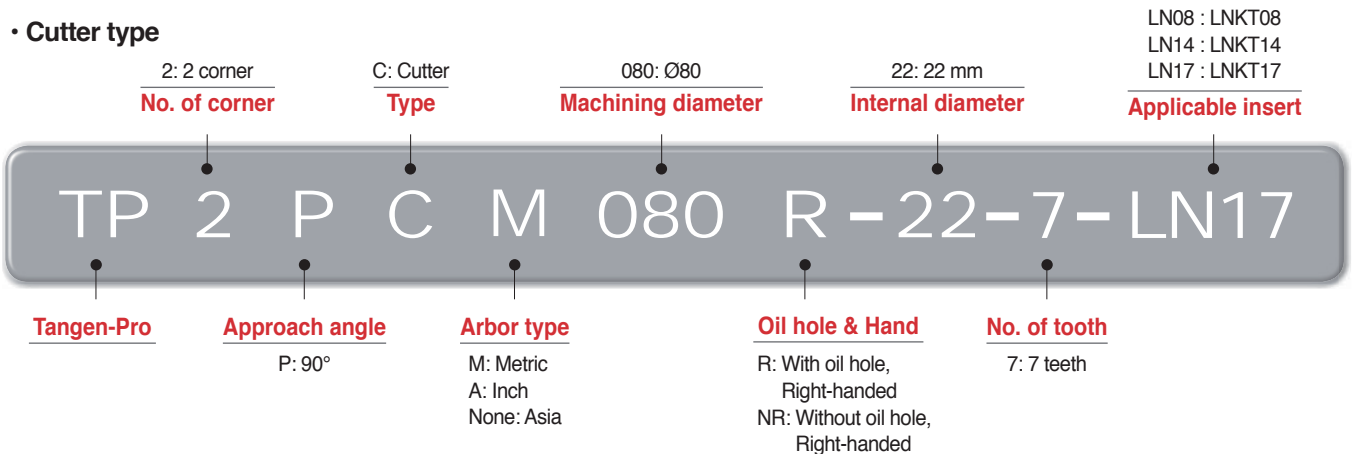 • Cutter type
2: 2 corner
No. of corner
C: Cutter
Type
080: Ø80
Machining diameter
22: 22 mm
Internal diameter
LN08 : LNKT08
LN14 : LNKT14
LN17 : LNKT17
Applicable insert
TP 2 P C M 080 R - 22 - 7 - LN17
Tangen-Pro
Approach angle
P: 90°
Arbor type
M: Metric
A: Inch
None: Asia
Oil hole & Hand
R: With oil hole,
Right-handed
NR: Without oil hole,
Right-handed
No. of tooth
7: 7 teeth